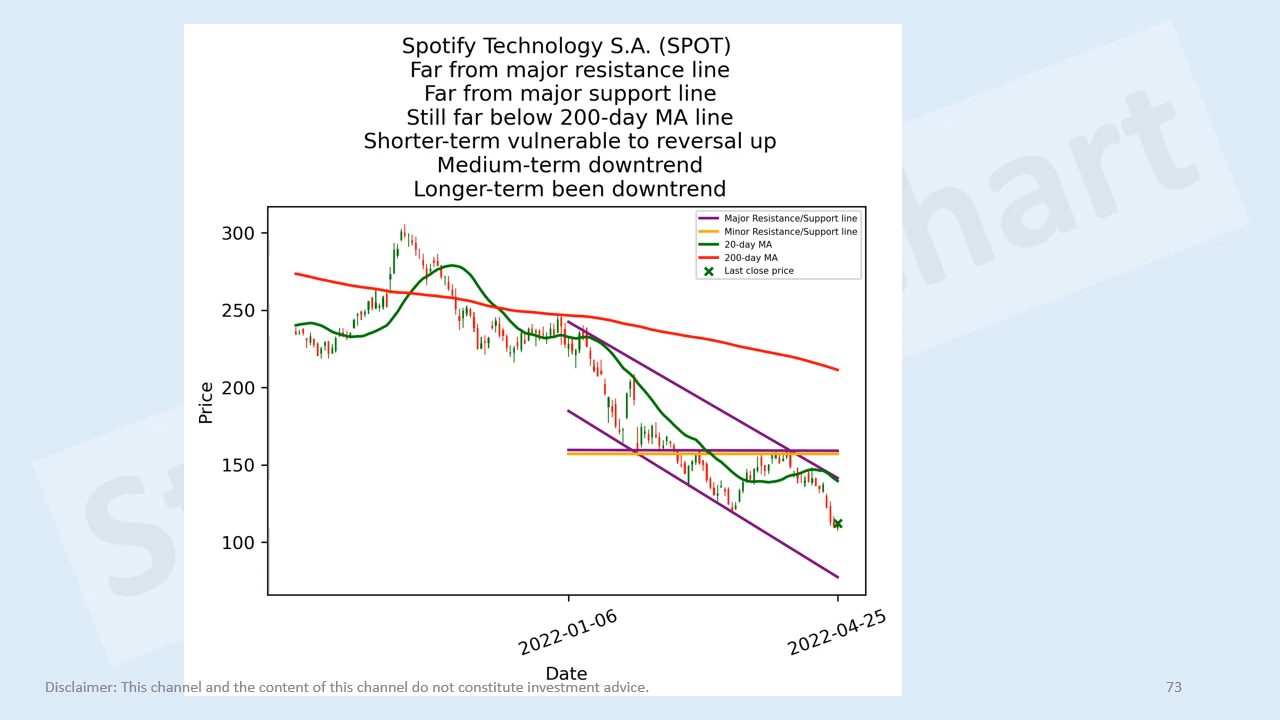 Spotify Technology S.A. (SPOT)
Far from major resistance line
Far from major support line
Still far below 200-day MA line
Shorter-term vulnerable to reversal up
Medium-term downtrend
Longer-term been downtrend
Major Resistance/Support line
Minor Resistance/Support line
20-day MA
200-day MA
Last close price
300
250
200
150
100
Price
2022-01-06
2022-04-25
Date
St
hart
Disclaimer: This channel and the content of this channel do not constitute investment advice.
73